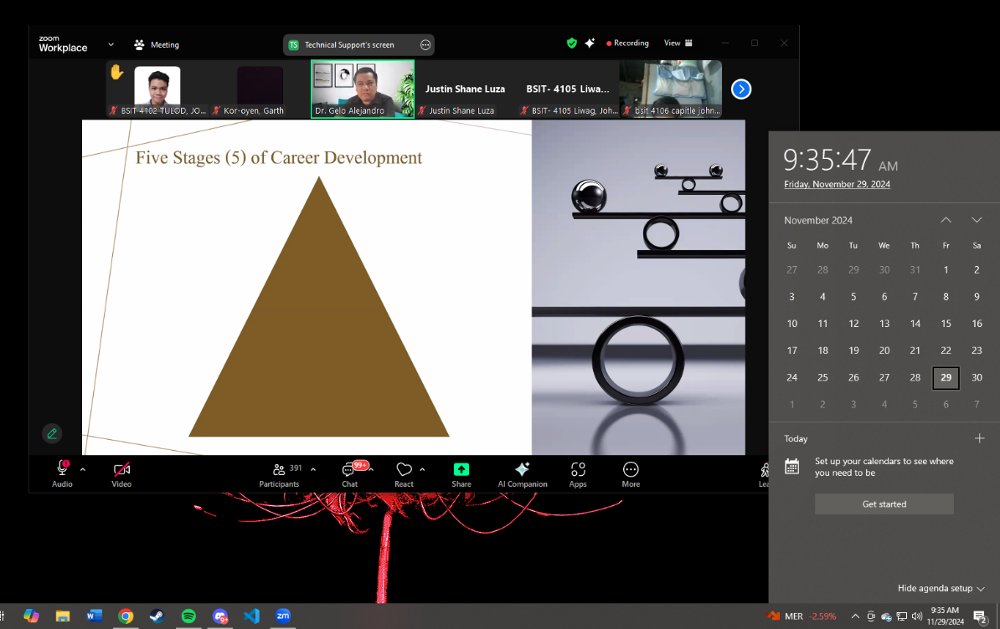 zoom
Workplace
Meeting
TS Technical Support's screen
Recording
View
BSIT 4102 TULOD, JO...
Kor-oyen, Garth
Dr. Gelo Alejandro
Justin Shane Luza
Justin Shane Luza
BSIT- 4105 Liwa...
BSIT- 4105 Liwag, Joh...
bsit 4106 capitle john...
Five Stages (5) of Career Development
Audio
Video
Participants
391
Chat
99+
React
Share
AI Companion
Apps
More
Lea
9:35:47 AM
Friday, November 29, 2024
November 2024
Su Mo Tu We Th Fr Sa
27 28 29 30 31 1 2
3 4 5 6 7 8 9
10 11 12 13 14 15 16
17 18 19 20 21 22 23
24 25 26 27 28 29 30
1 2 3 4 5 6 7
Today
Set up your calendars to see where
you need to be
Get started
Hide agenda setup
W
zm
MER -2.59%
9:35 AM
11/29/2024
2